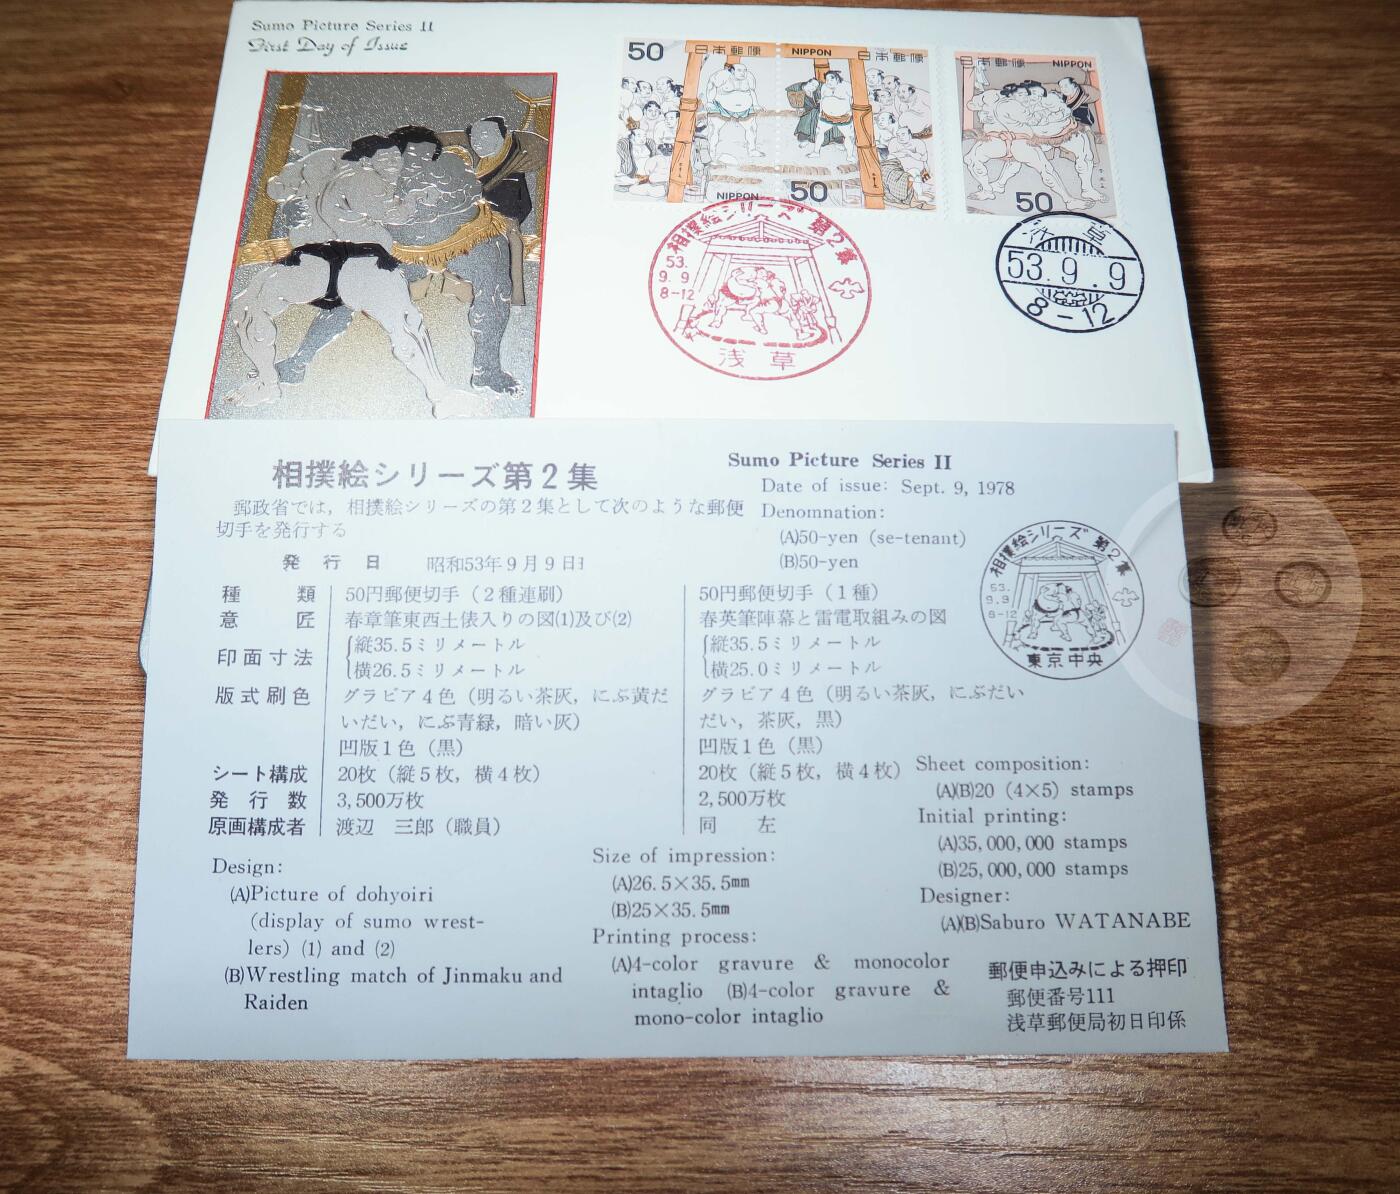 Sumo Picture Series II
First Day of Issue
50 日本郵便
NIPPON
NIPPON 日本郵便
50
日本郵便 NIPPON
50
相撲絵シリーズ第2集
53.
9.9
8-12
浅草
浅草
53.9.9
8-12
相撲絵シリーズ第2集
郵政省では,相撲絵シリーズの第2集として次のような郵便
切手を発行する
発行日 昭和53年9月9日
種類 50円郵便切手(2種連刷) 50円郵便切手(1種)
意匠 春章筆東西土俵入りの図(1)及び(2) 春英筆陣幕と雷電取組みの図
印面寸法 {縦35.5ミリメートル {縦35.5ミリメートル
横26.5ミリメートル 横25.0ミリメートル
版式刷色 グラビア4色(明るい茶灰,にぶ黄だ グラビア4色(明るい茶灰,にぶだい
いだい,にぶ青緑,暗い灰) だい,茶灰,黒)
凹版1色(黒) 凹版1色(黒)
シート構成 20枚(縦5枚,横4枚) 20枚(縦5枚,横4枚)
発行数 3,500万枚 2,500万枚
原画構成者 渡辺 三郎(職員) 同 左
Sumo Picture Series II
Date of issue: Sept. 9, 1978
Denomnation:
(A)50-yen (se-tenant)
(B)50-yen
相撲絵シリーズ第2集
53.
9.9
8-12
東京中央
Design:
(A)Picture of dohyoiri
(display of sumo wrest-
lers) (1) and (2)
(B)Wrestling match of Jinmaku and
Raiden
Size of impression:
(A)26.5×35.5mm
(B)25×35.5mm
Printing process:
(A)4-color gravure & monocolor
intaglio (B)4-color gravure &
mono-color intaglio
Sheet composition:
(A)(B)20 (4×5) stamps
Initial printing:
(A)35,000,000 stamps
(B)25,000,000 stamps
Designer:
(A)(B)Saburo WATANABE
郵便申込みによる押印
郵便番号111
浅草郵便局初日印係